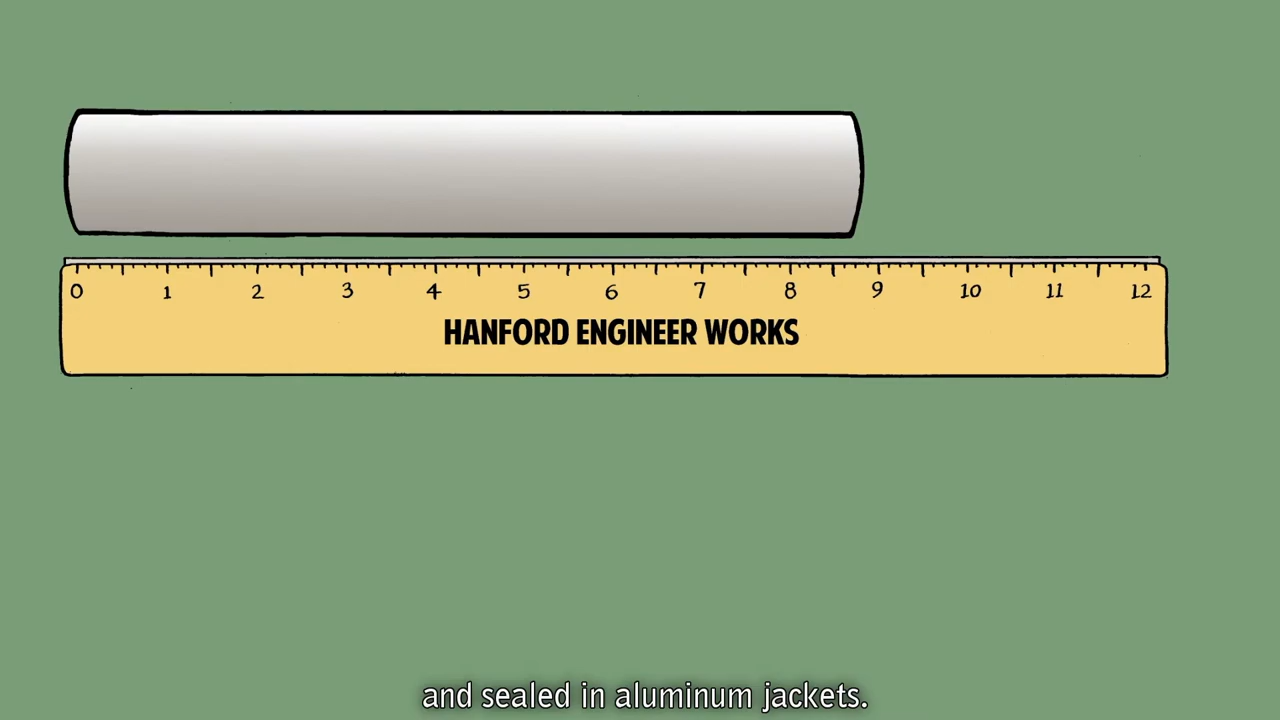 0 1 2 3 4 5 6 7 8 9 10 11 12
HANFORD ENGINEER WORKS
and sealed in aluminum jackets.